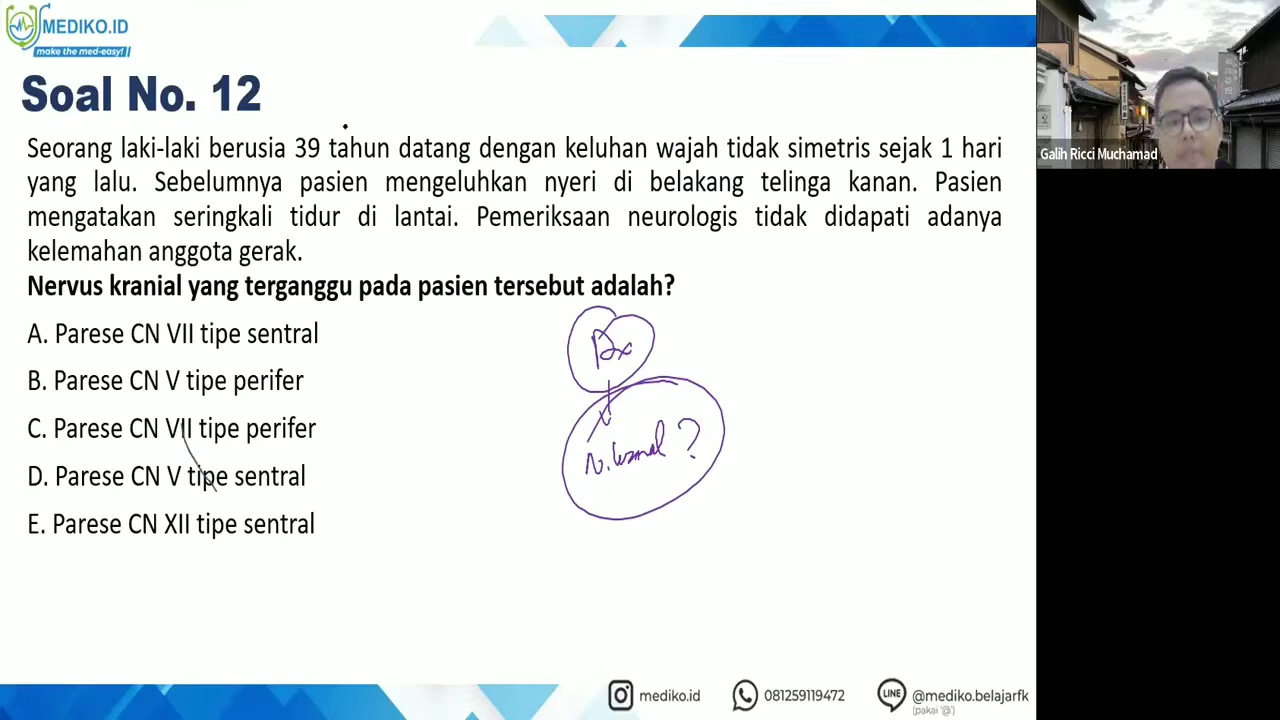 MEDIKO.ID
make the med-easy!
Soal No. 12
Seorang laki-laki berusia 39 tahun datang dengan keluhan wajah tidak simetris sejak 1 hari
yang lalu. Sebelumnya pasien mengeluhkan nyeri di belakang telinga kanan. Pasien
mengatakan seringkali tidur di lantai. Pemeriksaan neurologis tidak didapati adanya
kelemahan anggota gerak.
Nervus kranial yang terganggu pada pasien tersebut adalah?
A. Parese CN VII tipe sentral
B. Parese CN V tipe perifer
C. Parese CN VII tipe perifer
D. Parese CN V tipe sentral
E. Parese CN XII tipe sentral
Dx
Galih Ricci Muchamad
mediko.id
081259119472
LINE
@mediko.belajarfk
(pakai '@')